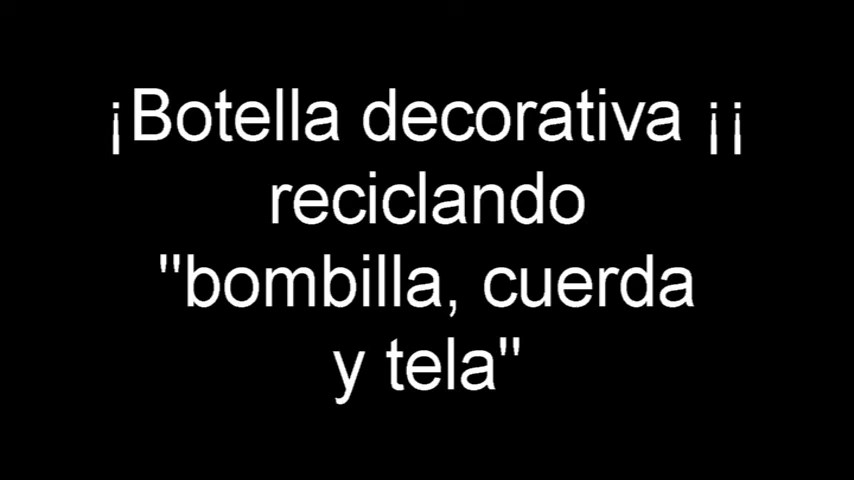 ¡Botella decorativa ¡¡
reciclando
"bombilla, cuerda
y tela"